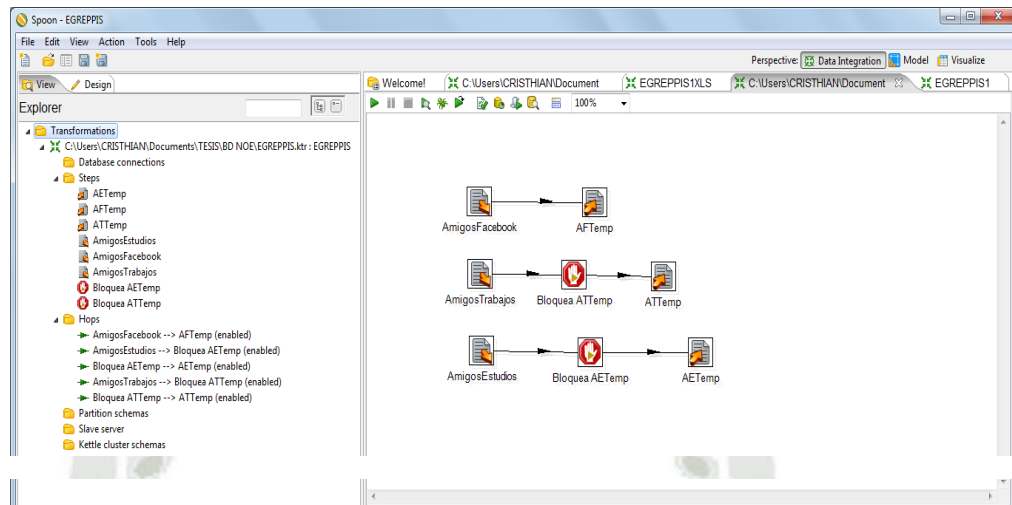 Spoon - EGREPPIS
File Edit View Action Tools Help
Perspective: Data Integration Model Visualize
View Design
Welcome! C:\Users\CRISTHIAN\Document EGREPPIS1XLS C:\Users\CRISTHIAN\Document EGREPPIS1
Explorer
100%
Transformations
C:\Users\CRISTHIAN\Documents\TESIS\BD NOE\EGREPPIS.ktr : EGREPPIS
Database connections
Steps
AETemp
AFTemp
ATTemp
AmigosEstudios
AmigosFacebook
AmigosTrabajos
Bloquea AETemp
Bloquea ATTemp
Hops
AmigosFacebook --> AFTemp (enabled)
AmigosEstudios --> Bloquea AETemp (enabled)
Bloquea AETemp --> AETemp (enabled)
AmigosTrabajos --> Bloquea ATTemp (enabled)
Bloquea ATTemp --> ATTemp (enabled)
Partition schemas
Slave server
Kettle cluster schemas
AmigosFacebook AFTemp
AmigosTrabajos Bloquea ATTemp ATTemp
AmigosEstudios Bloquea AETemp AETemp